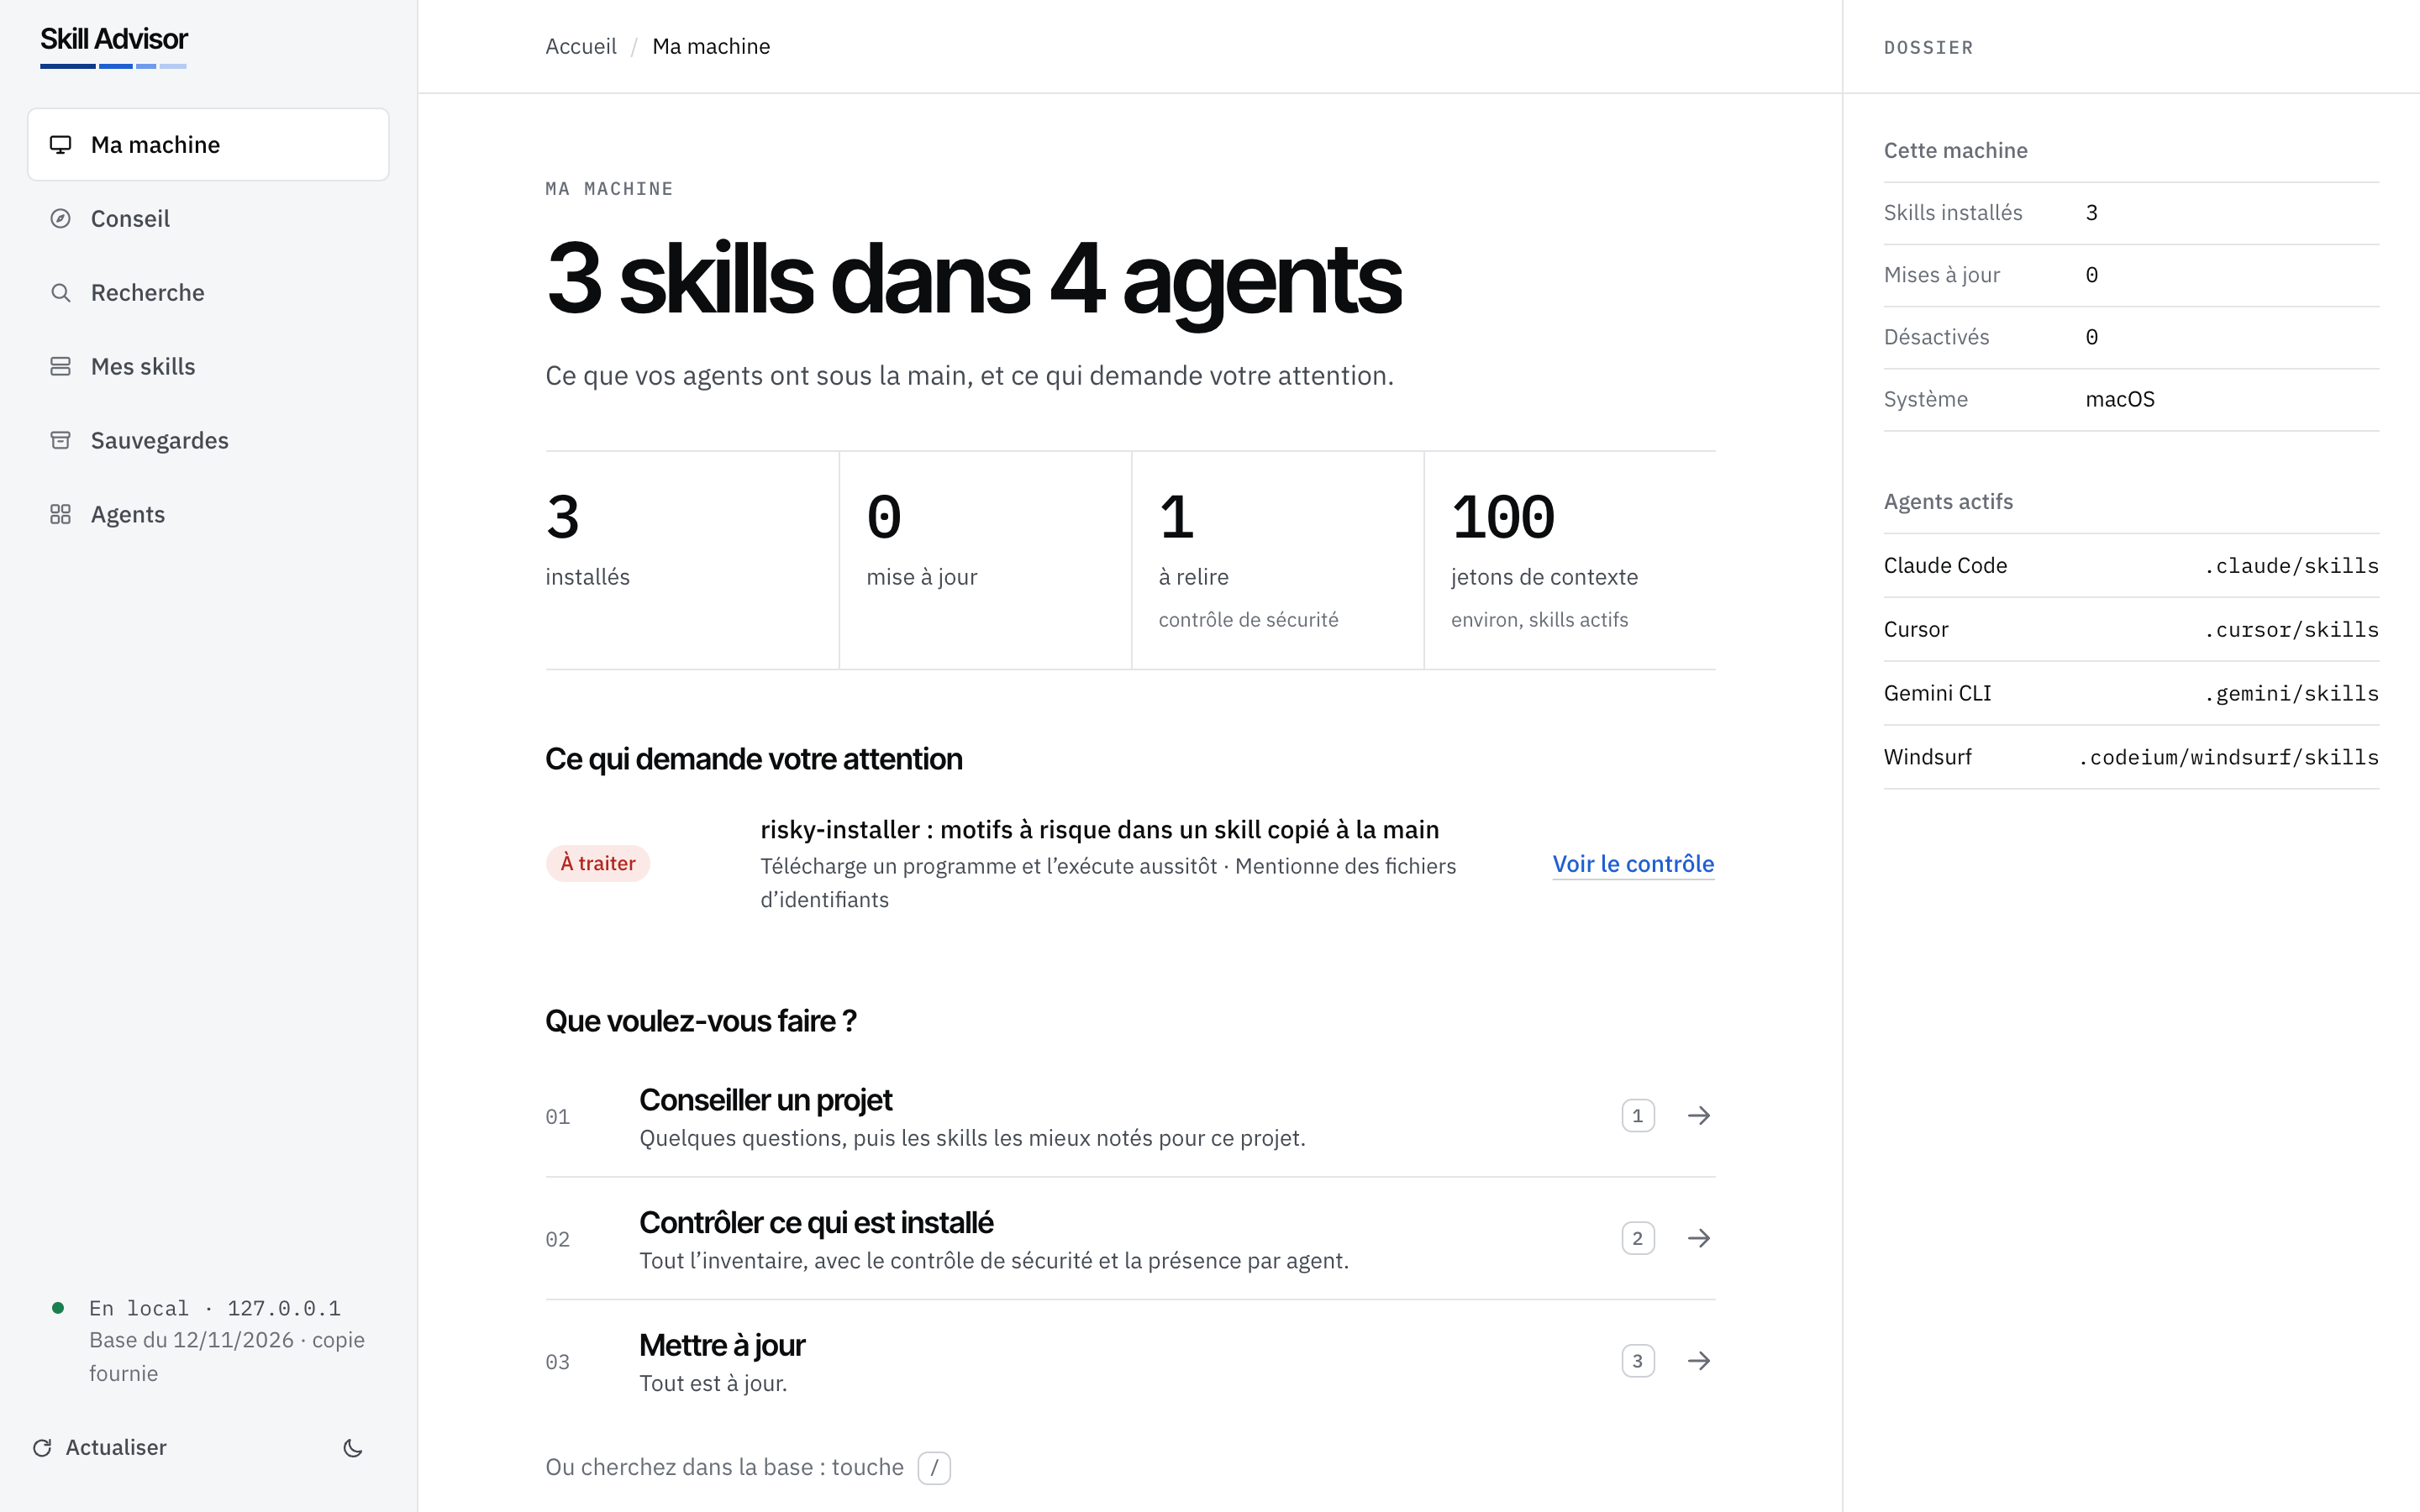 Skill Advisor
Ma machine
Conseil
Recherche
Mes skills
Sauvegardes
Agents
En local · 127.0.0.1
Base du 12/11/2026 · copie
fournie
Actualiser
Accueil / Ma machine
MA MACHINE
3 skills dans 4 agents
Ce que vos agents ont sous la main, et ce qui demande votre attention.
3
installés
0
mise à jour
1
à relire
contrôle de sécurité
100
jetons de contexte
environ, skills actifs
Ce qui demande votre attention
À traiter
risky-installer : motifs à risque dans un skill copié à la main
Télécharge un programme et l’exécute aussitôt · Mentionne des fichiers
d’identifiants
Voir le contrôle
Que voulez-vous faire ?
01
Conseiller un projet
Quelques questions, puis les skills les mieux notés pour ce projet.
1
02
Contrôler ce qui est installé
Tout l’inventaire, avec le contrôle de sécurité et la présence par agent.
2
03
Mettre à jour
Tout est à jour.
3
Ou cherchez dans la base : touche /
DOSSIER
Cette machine
Skills installés 3
Mises à jour 0
Désactivés 0
Système macOS
Agents actifs
Claude Code .claude/skills
Cursor .cursor/skills
Gemini CLI .gemini/skills
Windsurf .codeium/windsurf/skills